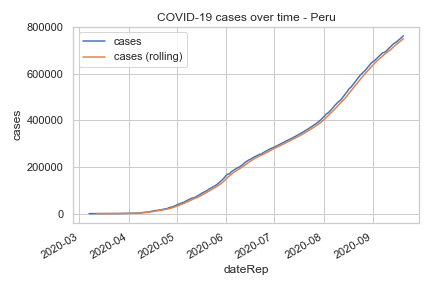 COVID-19 cases over time - Peru
800000
cases
cases (rolling)
600000
cases
400000
200000
0
2020-03
2020-04
2020-05
2020-06
2020-07
2020-08
2020-09
dateRep